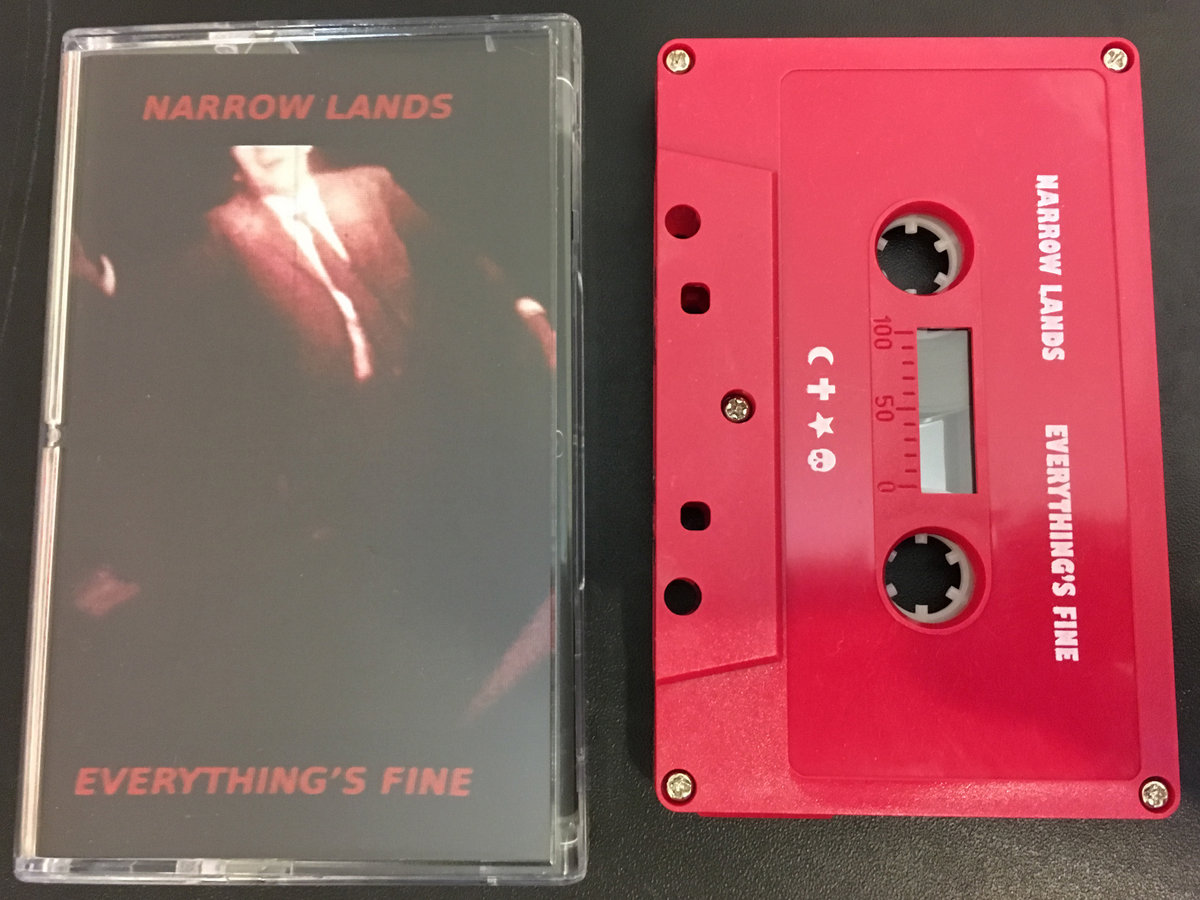 NARROW LANDS
EVERYTHING'S FINE
NARROW LANDS EVERYTHING'S FINE
100 50 0